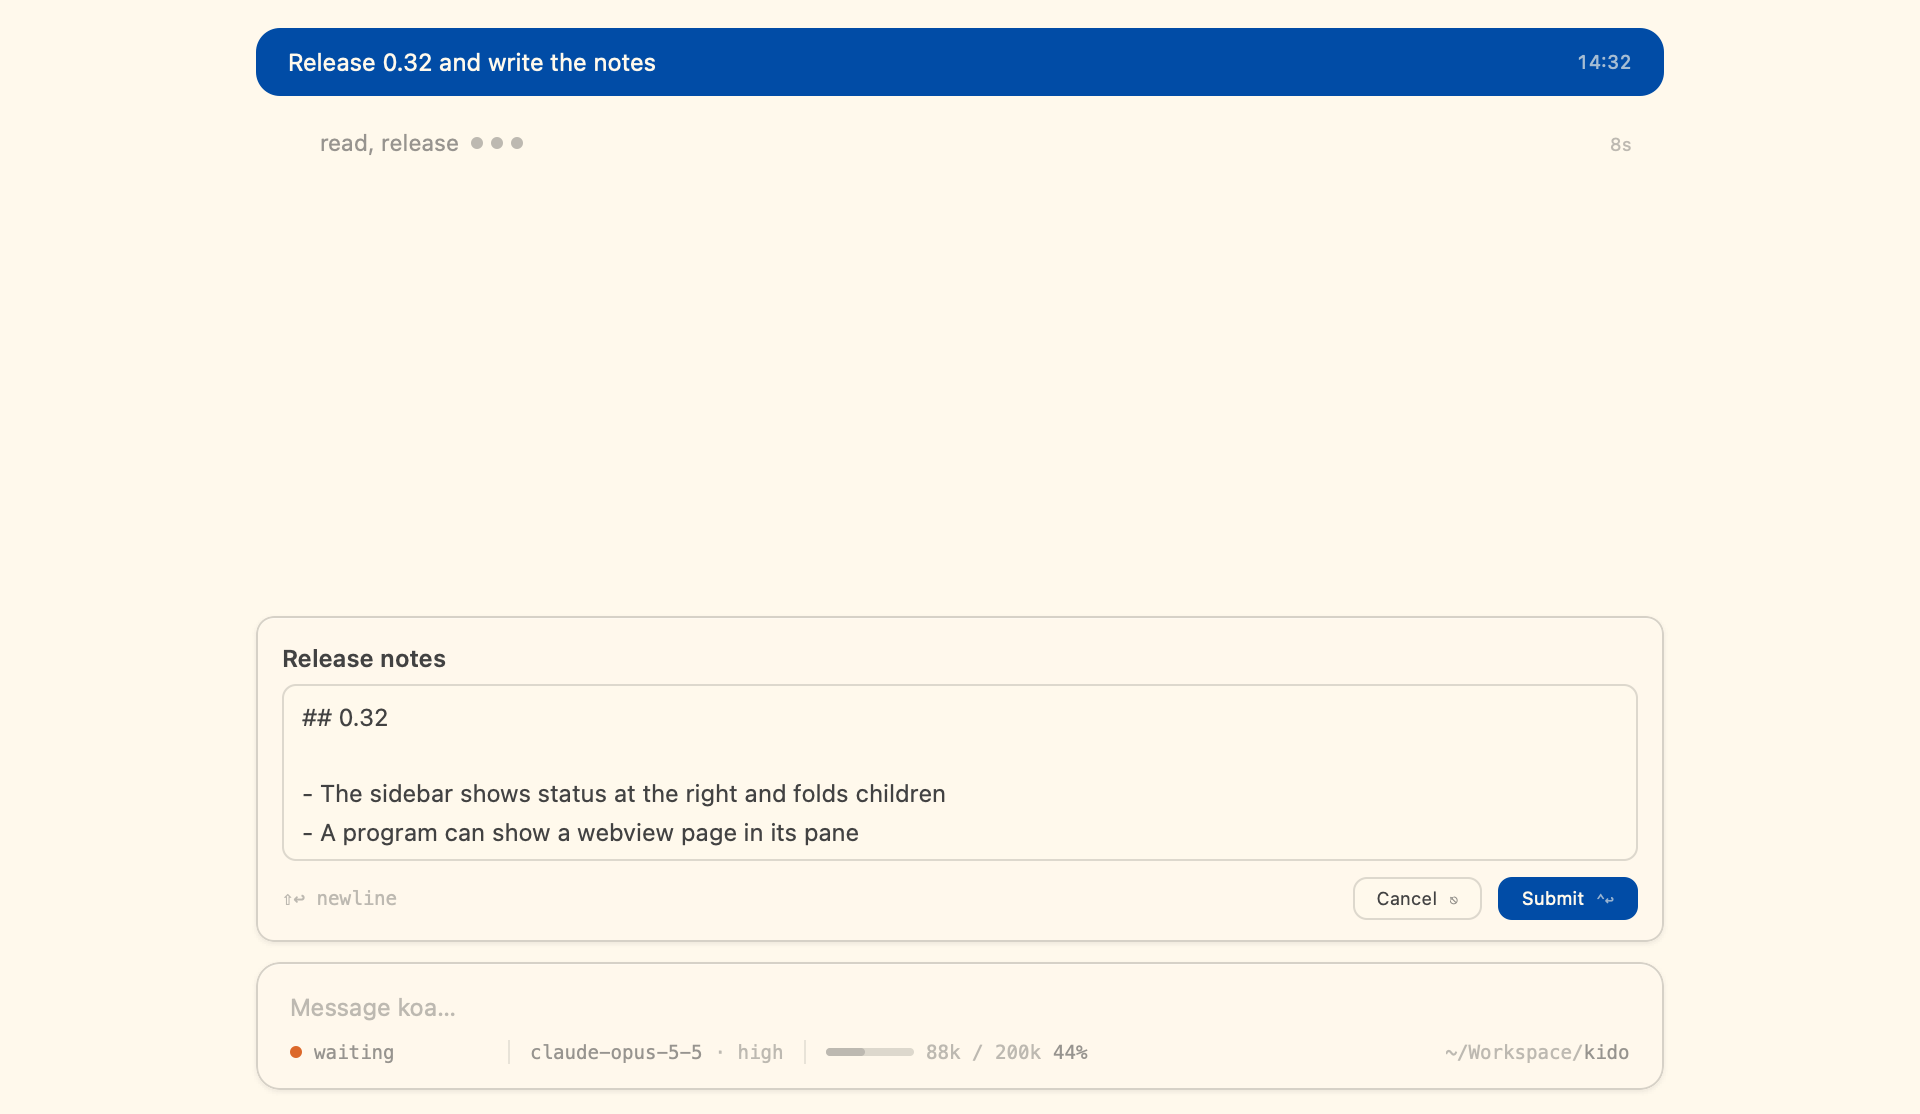 Release 0.32 and write the notes 14:32
read, release 8s
Release notes
## 0.32
- The sidebar shows status at the right and folds children
- A program can show a webview page in its pane
⇧↩ newline
Cancel ⎋ Submit ^↩
Message koa...
waiting claude-opus-5-5 · high 88k / 200k 44% ~/Workspace/kido